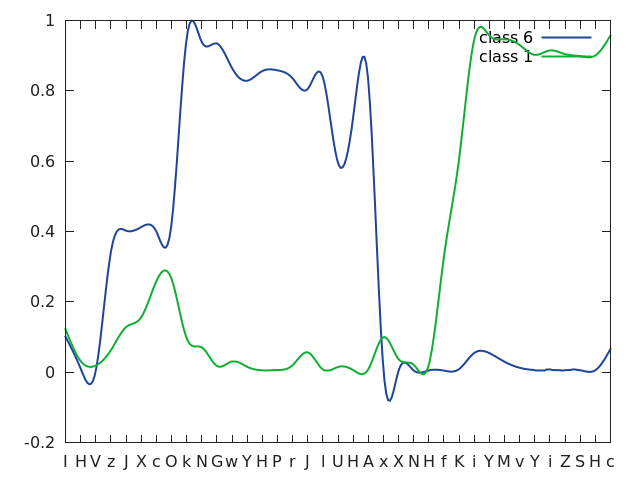 1
class 6
class 1
0.8
0.6
0.4
0.2
0
-0.2
I H V z J X c O k N G w Y H P r J I U H A x X N H f K i Y M v Y i Z S H c